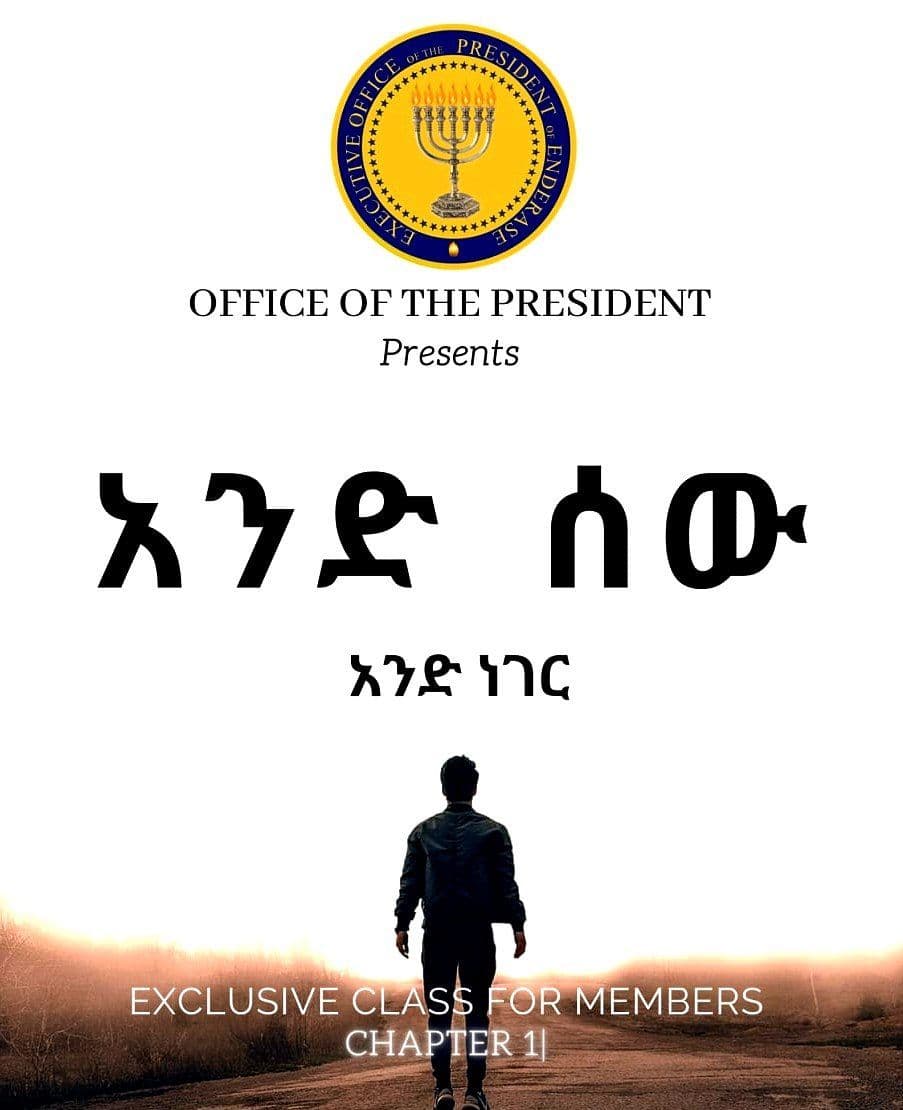 EXECUTIVE OFFICE OF THE PRESIDENT OF ENDERASE
OFFICE OF THE PRESIDENT
Presents
አንድ ሰው
አንድ ነገር
EXCLUSIVE CLASS FOR MEMBERS
CHAPTER 1|